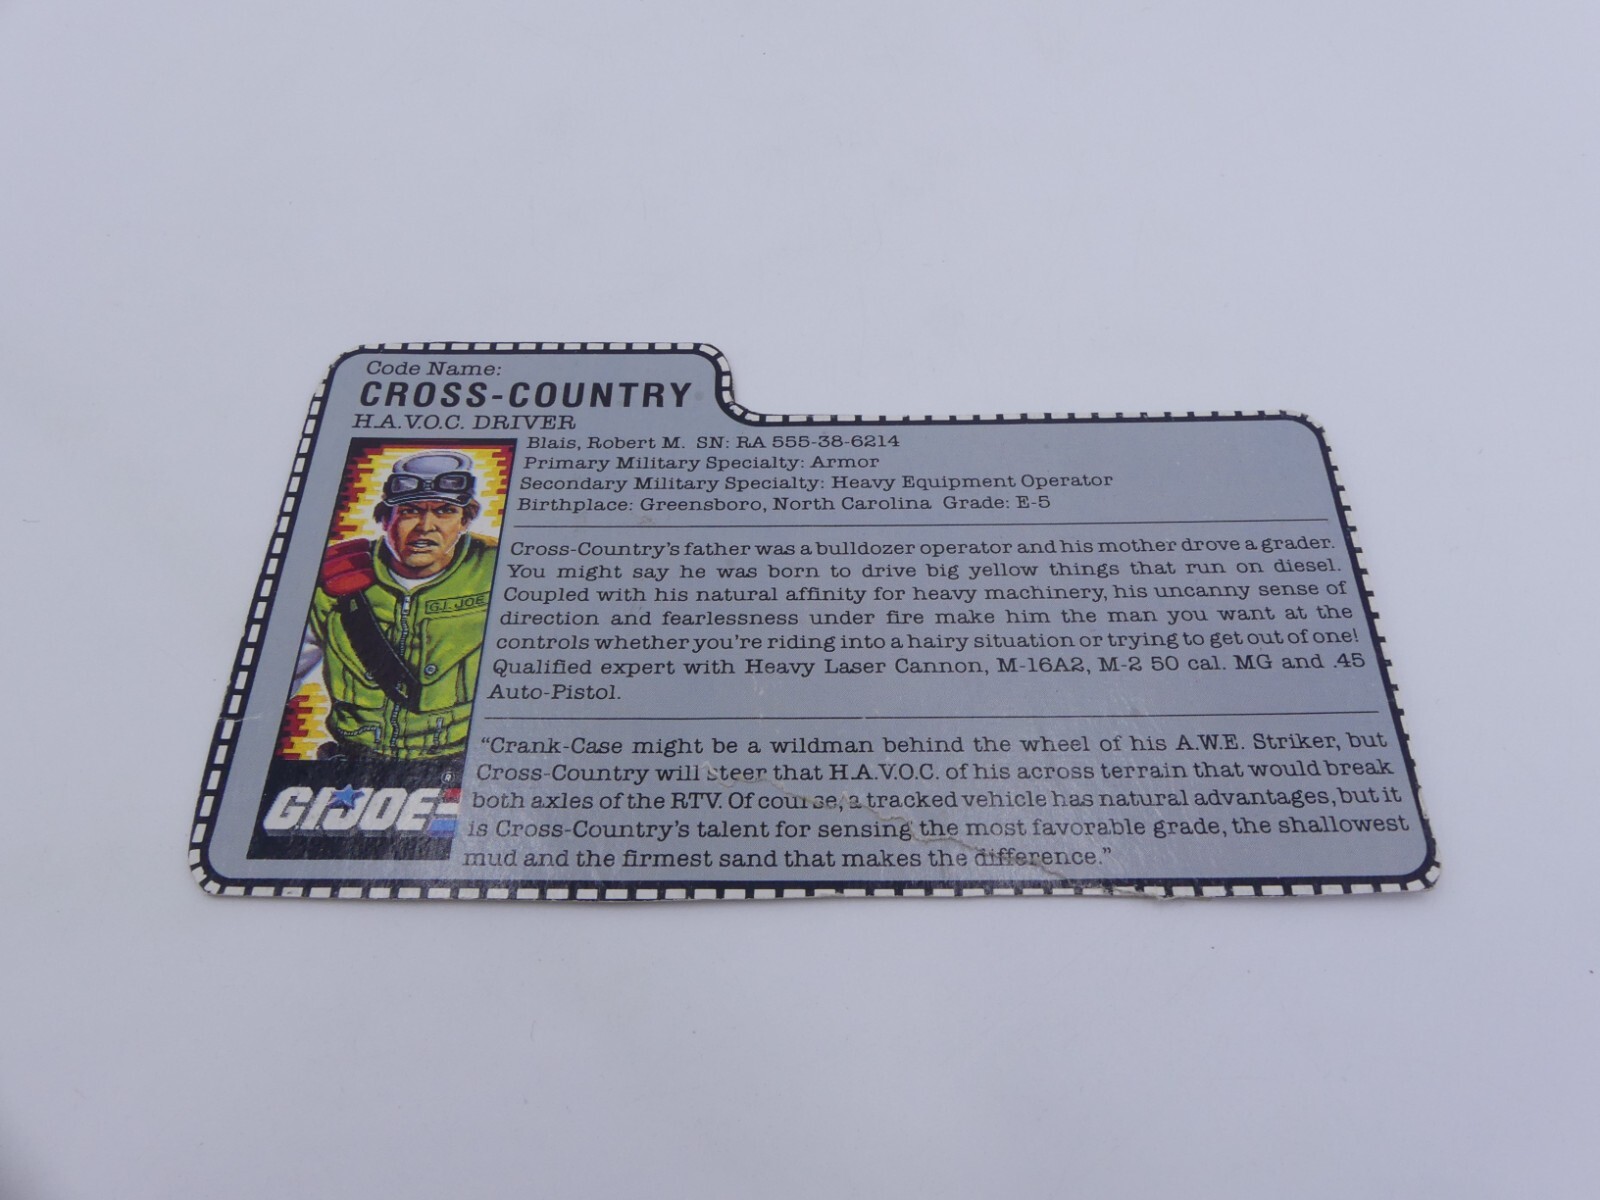 Code Name:
CROSS-COUNTRY
H.A.V.O.C. DRIVER
Blais, Robert M. SN: RA 555-38-6214
Primary Military Specialty: Armor
Secondary Military Specialty: Heavy Equipment Operator
Birthplace: Greensboro, North Carolina Grade: E-5
G.I. JOE
Cross-Country's father was a bulldozer operator and his mother drove a grader.
You might say he was born to drive big yellow things that run on diesel.
Coupled with his natural affinity for heavy machinery, his uncanny sense of
direction and fearlessness under fire make him the man you want at the
controls whether you're riding into a hairy situation or trying to get out of one!
Qualified expert with Heavy Laser Cannon, M-16A2, M-2 50 cal. MG and .45
Auto-Pistol.
"Crank-Case might be a wildman behind the wheel of his A.W.E. Striker, but
Cross-Country will steer that H.A.V.O.C. of his across terrain that would break
both axles of the RTV. Of course, a tracked vehicle has natural advantages, but it
is Cross-Country's talent for sensing the most favorable grade, the shallowest
mud and the firmest sand that makes the difference."
GI JOE
®